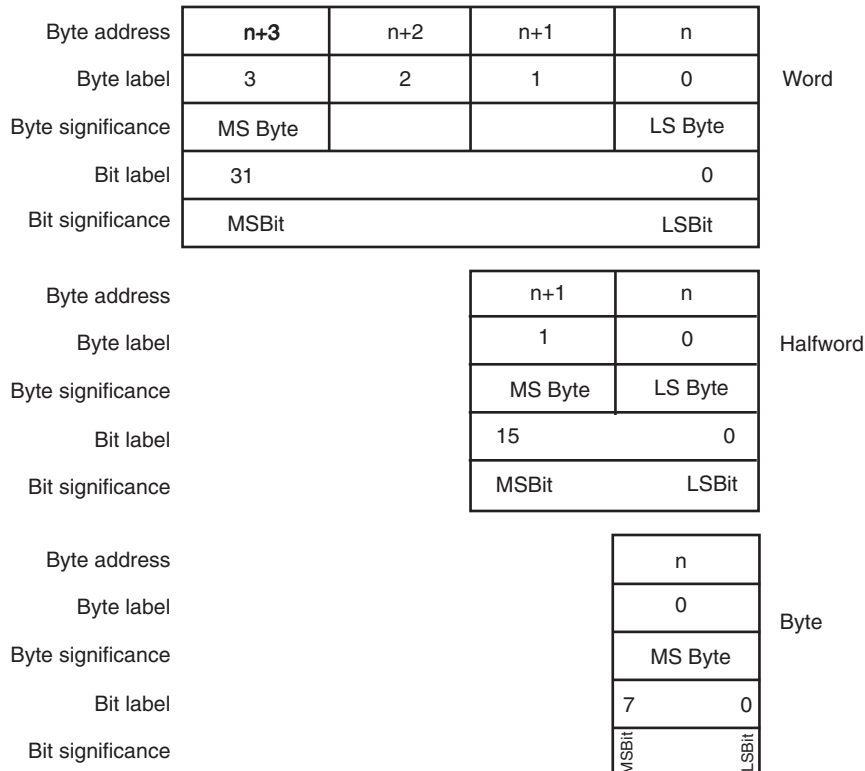 Byte address n+3 n+2 n+1 n
Byte label 3 2 1 0 Word
Byte significance MS Byte LS Byte
Bit label 31 0
Bit significance MSBit LSBit
Byte address n+1 n
Byte label 1 0 Halfword
Byte significance MS Byte LS Byte
Bit label 15 0
Bit significance MSBit LSBit
Byte address n
Byte label 0 Byte
Byte significance MS Byte
Bit label 7 0
Bit significance MSBit LSBit